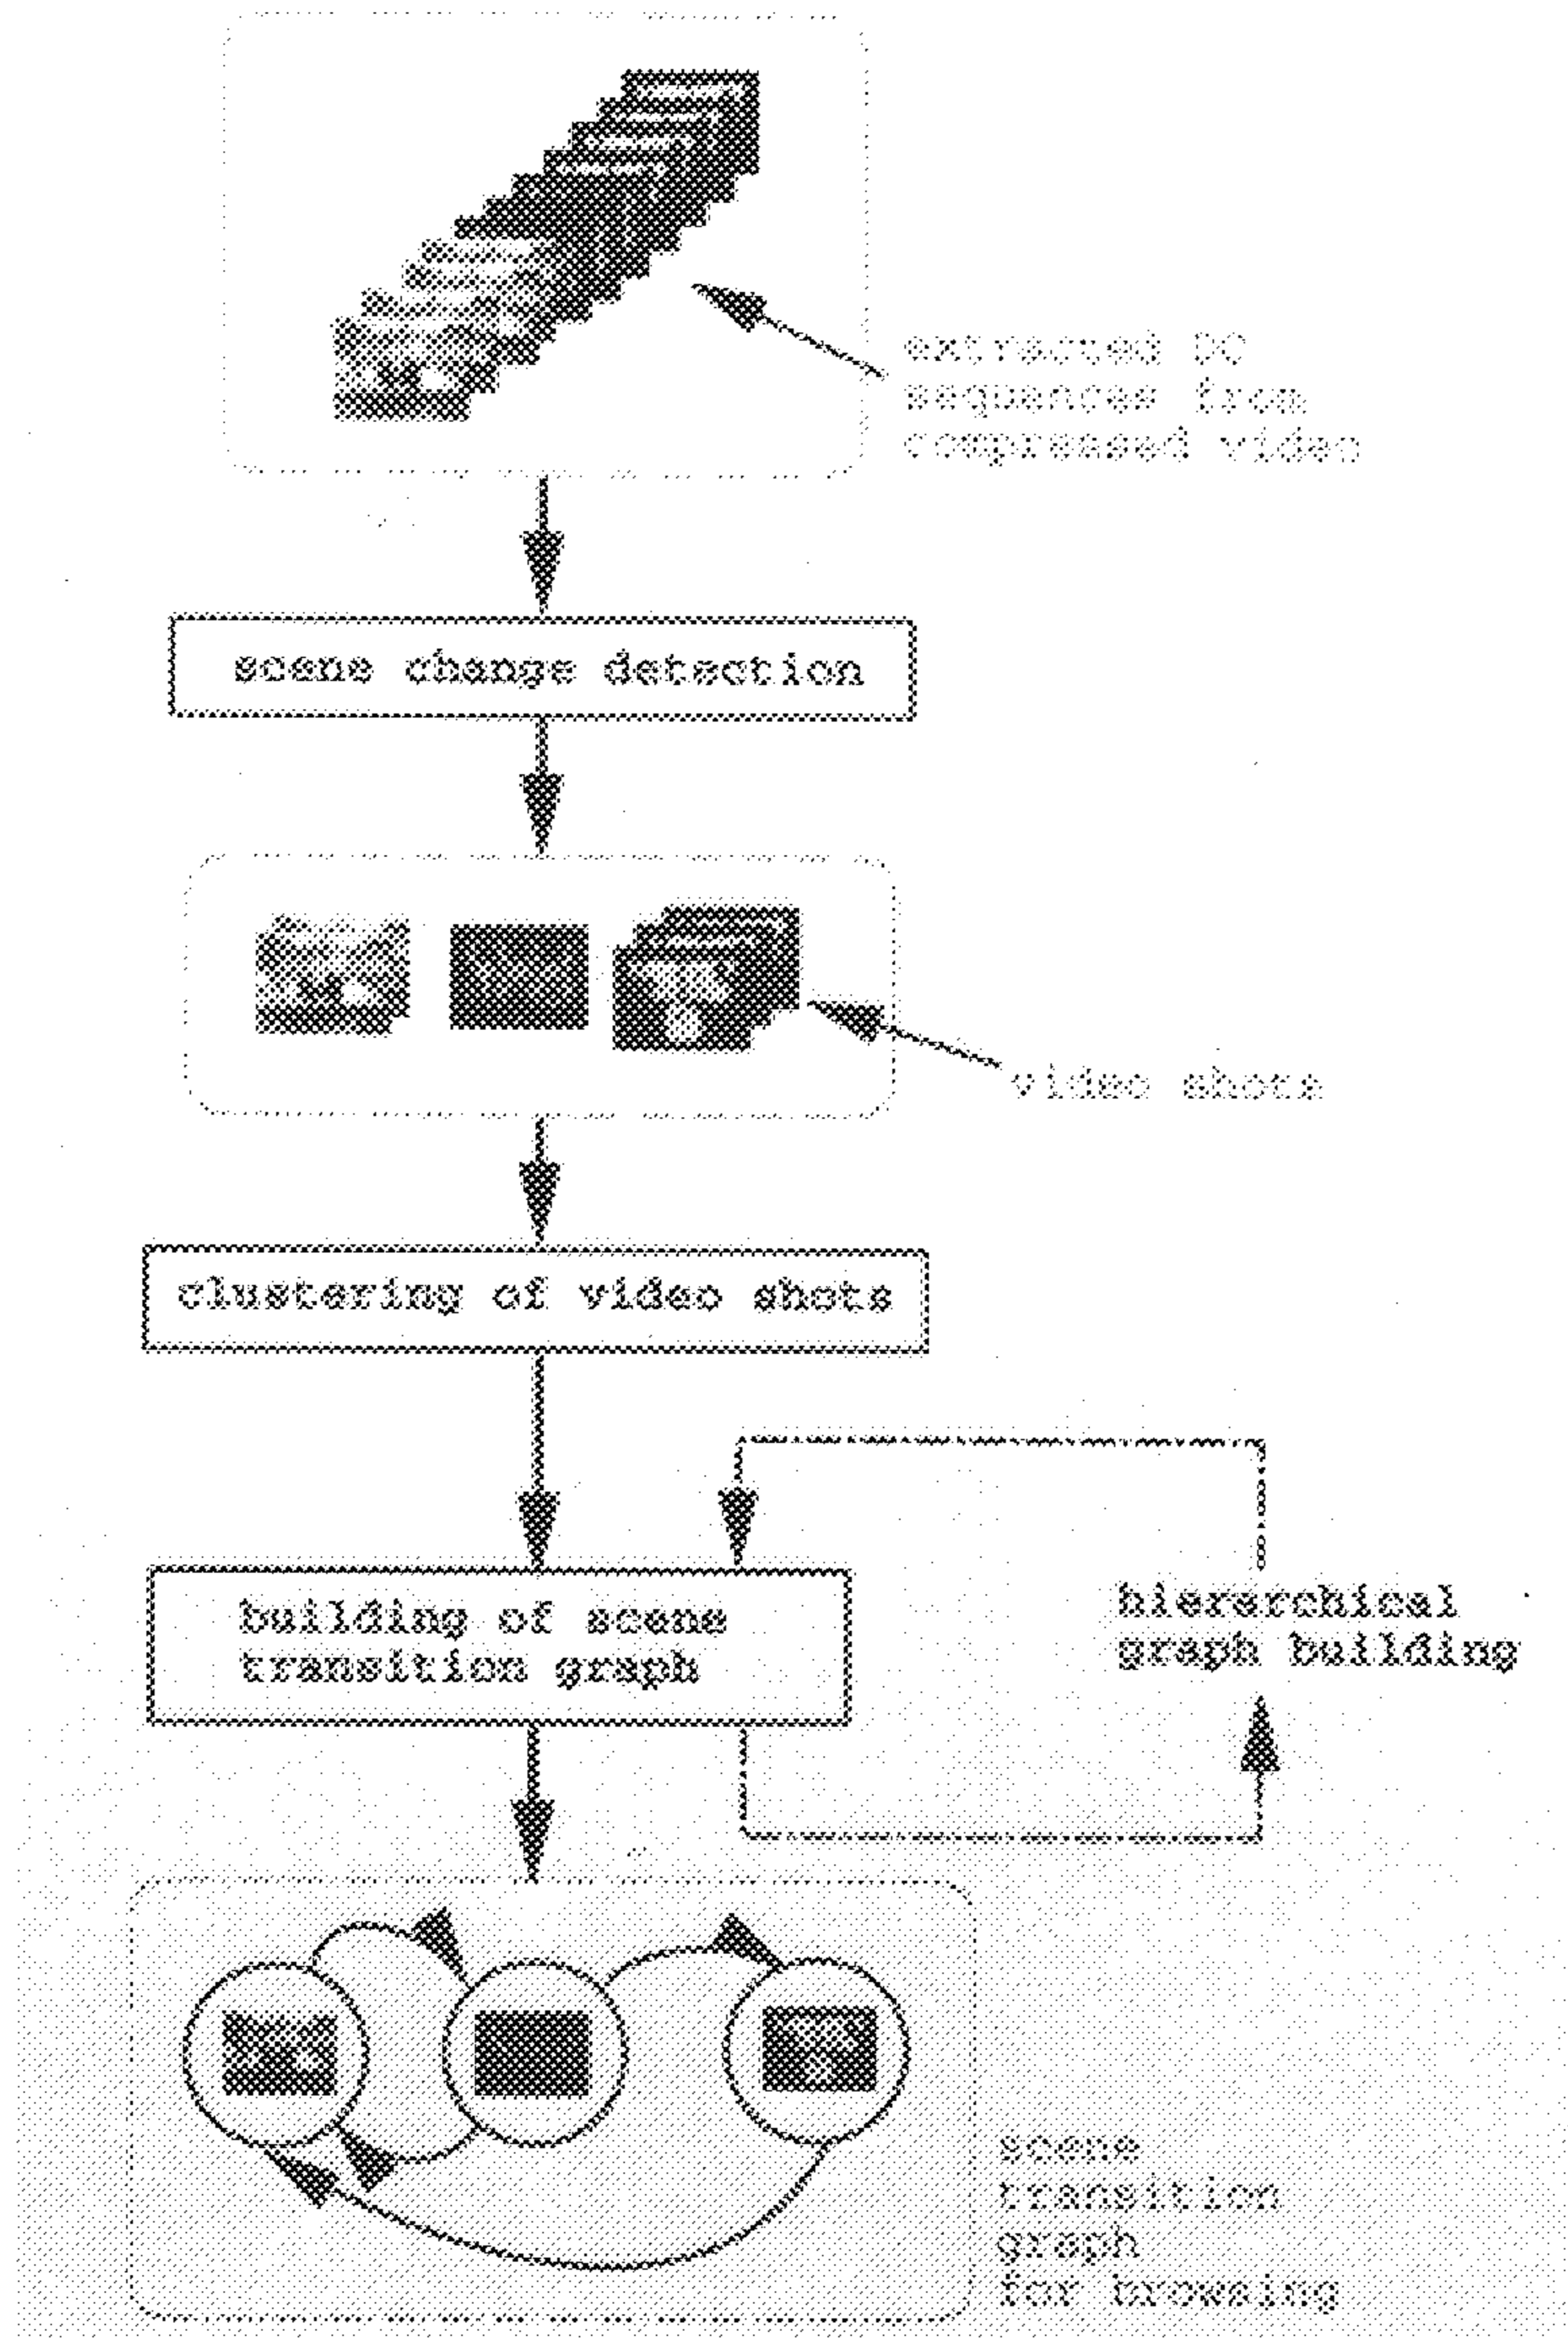 extracted DC
sequences from
compressed video
scene change detection
video shots
clustering of video shots
building of scene
transition graph
hierarchical
graph building
scene
transition
graph
for browsing